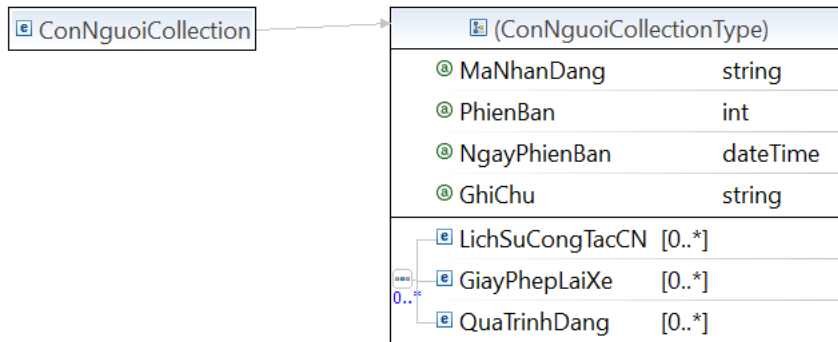 ConNguoiCollection
(ConNguoiCollectionType)
MaNhanDang string
PhienBan int
NgayPhienBan dateTime
GhiChu string
LichSuCongTacCN [0..*]
GiayPhepLaiXe [0..*]
0..*
QuaTrinhDang [0..*]